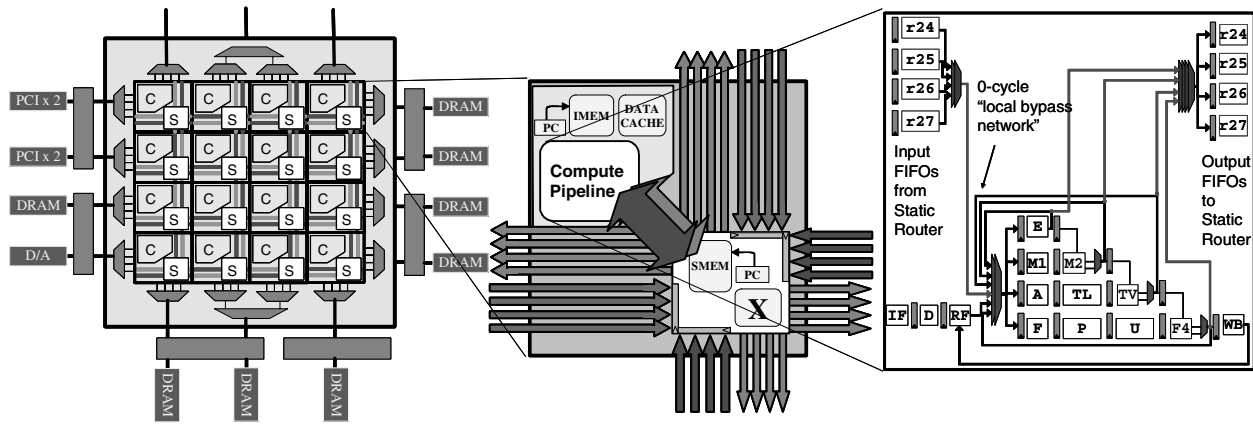 PCI x 2
PCI x 2
DRAM
D/A
C C C C
S S S S
C C C C
S S S S
C C C C
S S S S
C C C C
S S S S
DRAM
DRAM
DRAM
DRAM
DRAM
DRAM
DRAM
PC
IMEM
DATA
CACHE
Compute
Pipeline
SMEM
PC
X
r24
r25
r26
r27
Input
FIFOs
from
Static
Router
0-cycle
“local bypass
network”
r24
r25
r26
r27
Output
FIFOs
to
Static
Router
E
M1 M2
A TL TV
IF D RF
F P U F4
WB